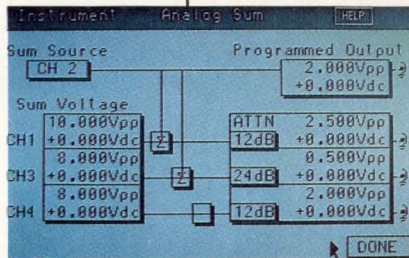 Instrument Analog Sum HELP
Sum Source Programmed Output
CH 2 2.000Vpp
+0.000Vdc
Sum Voltage
10.000Vpp ATTN 2.500Vpp
CH1 +0.000Vdc Σ 12dB +0.000Vdc
8.000Vpp 0.500Vpp
CH3 +0.000Vdc Σ 24dB +0.000Vdc
8.000Vpp 2.000Vpp
CH4 +0.000Vdc 12dB +0.000Vdc
DONE